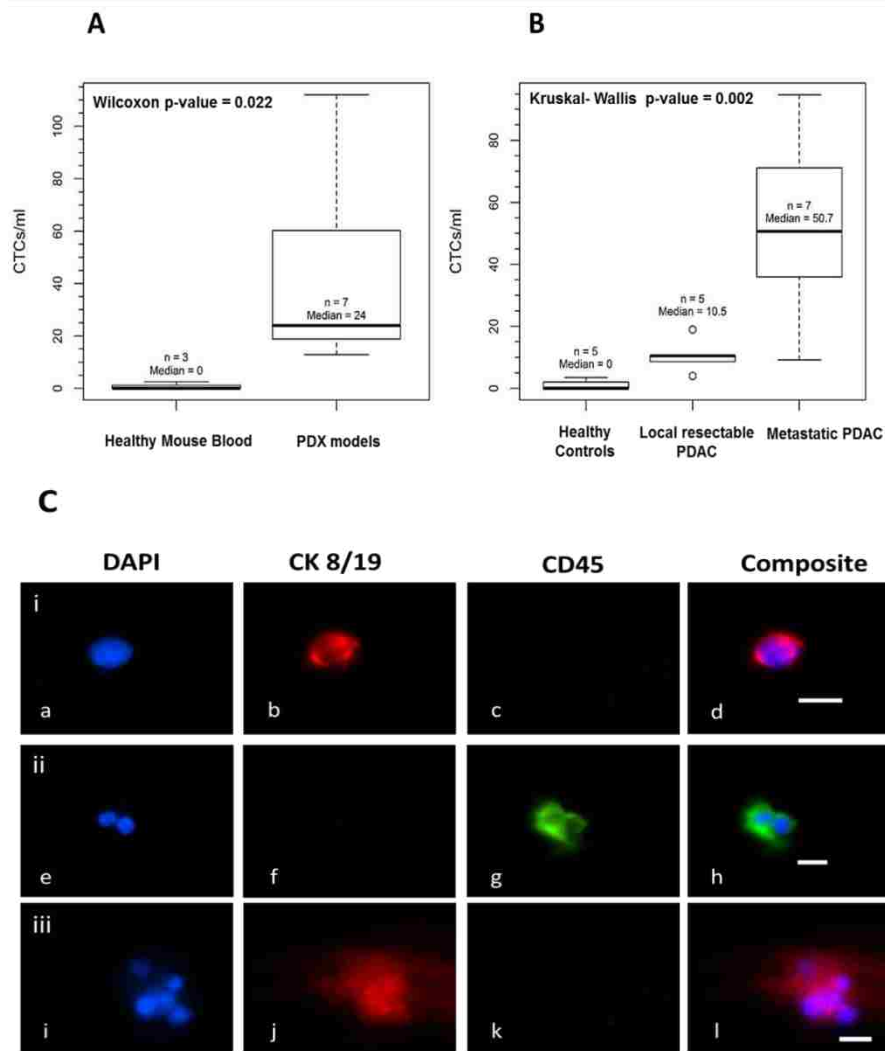 A
Wilcoxon p-value = 0.022
CTCs/ml
0
20
40
60
80
100
n = 3
Median = 0
n = 7
Median = 24
Healthy Mouse Blood
PDX models
B
Kruskal- Wallis p-value = 0.002
CTCs/ml
0
20
40
60
80
n = 5
Median = 0
n = 5
Median = 10.5
n = 7
Median = 50.7
Healthy
Controls
Local resectable
PDAC
Metastatic PDAC
C
DAPI
CK 8/19
CD45
Composite
i
a
b
c
d
ii
e
f
g
h
iii
i
j
k
l